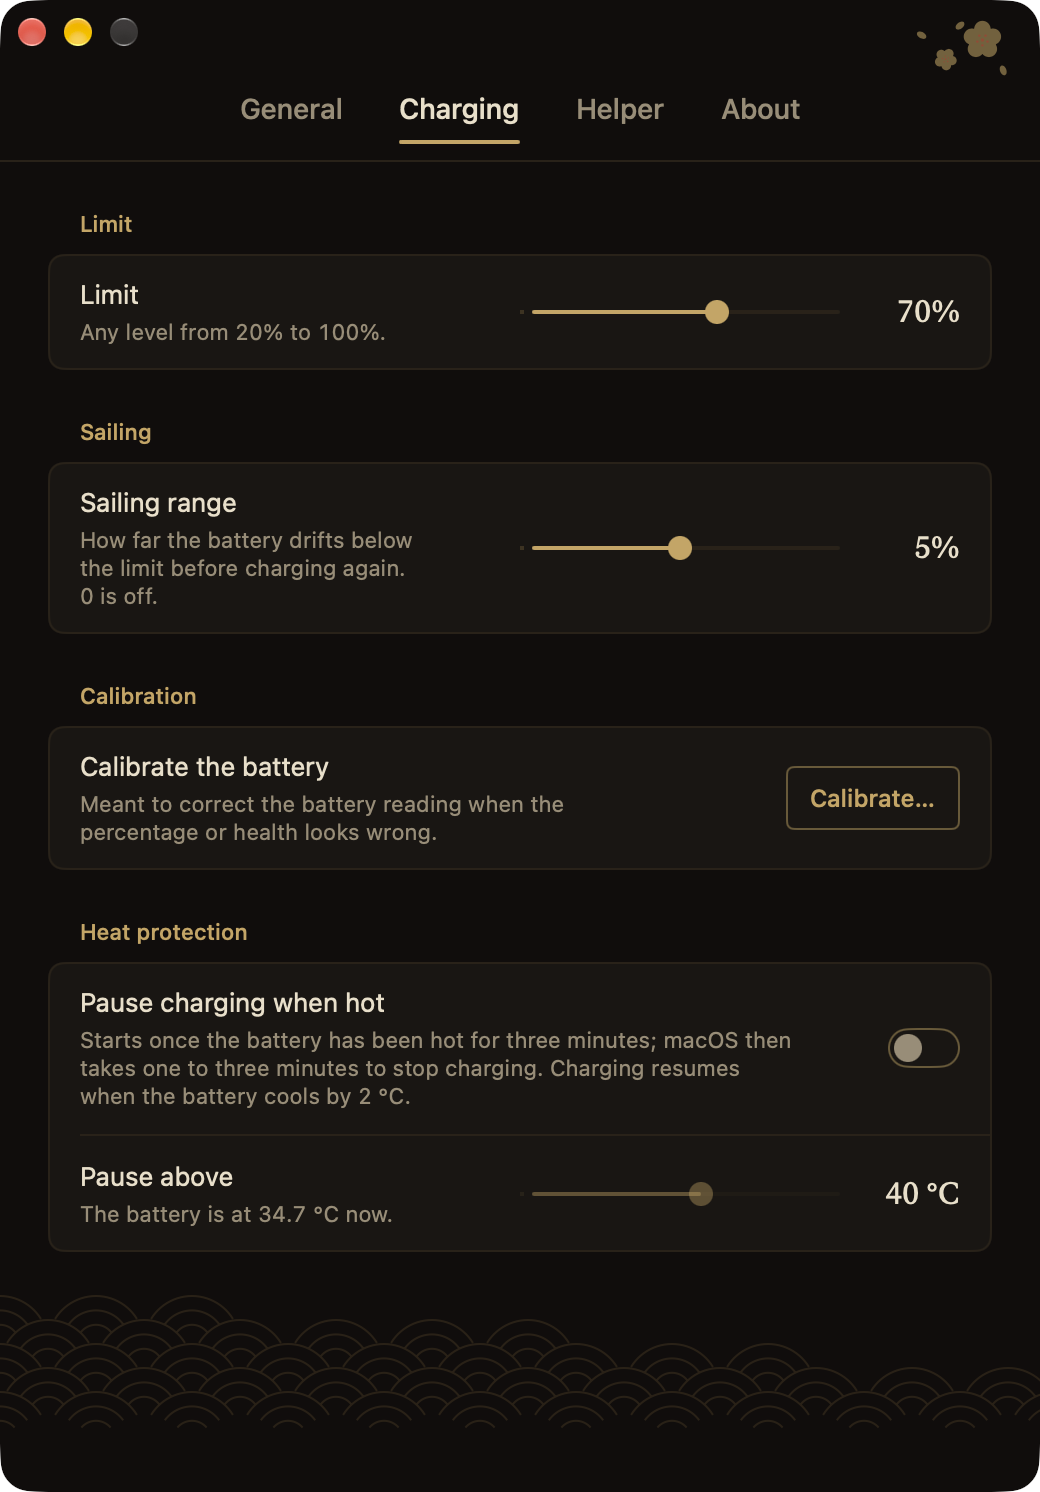 General Charging Helper About
Limit
Limit
Any level from 20% to 100%.
70%
Sailing
Sailing range
How far the battery drifts below
the limit before charging again.
0 is off.
5%
Calibration
Calibrate the battery
Meant to correct the battery reading when the
percentage or health looks wrong.
Calibrate...
Heat protection
Pause charging when hot
Starts once the battery has been hot for three minutes; macOS then
takes one to three minutes to stop charging. Charging resumes
when the battery cools by 2 °C.
Pause above
The battery is at 34.7 °C now.
40 °C